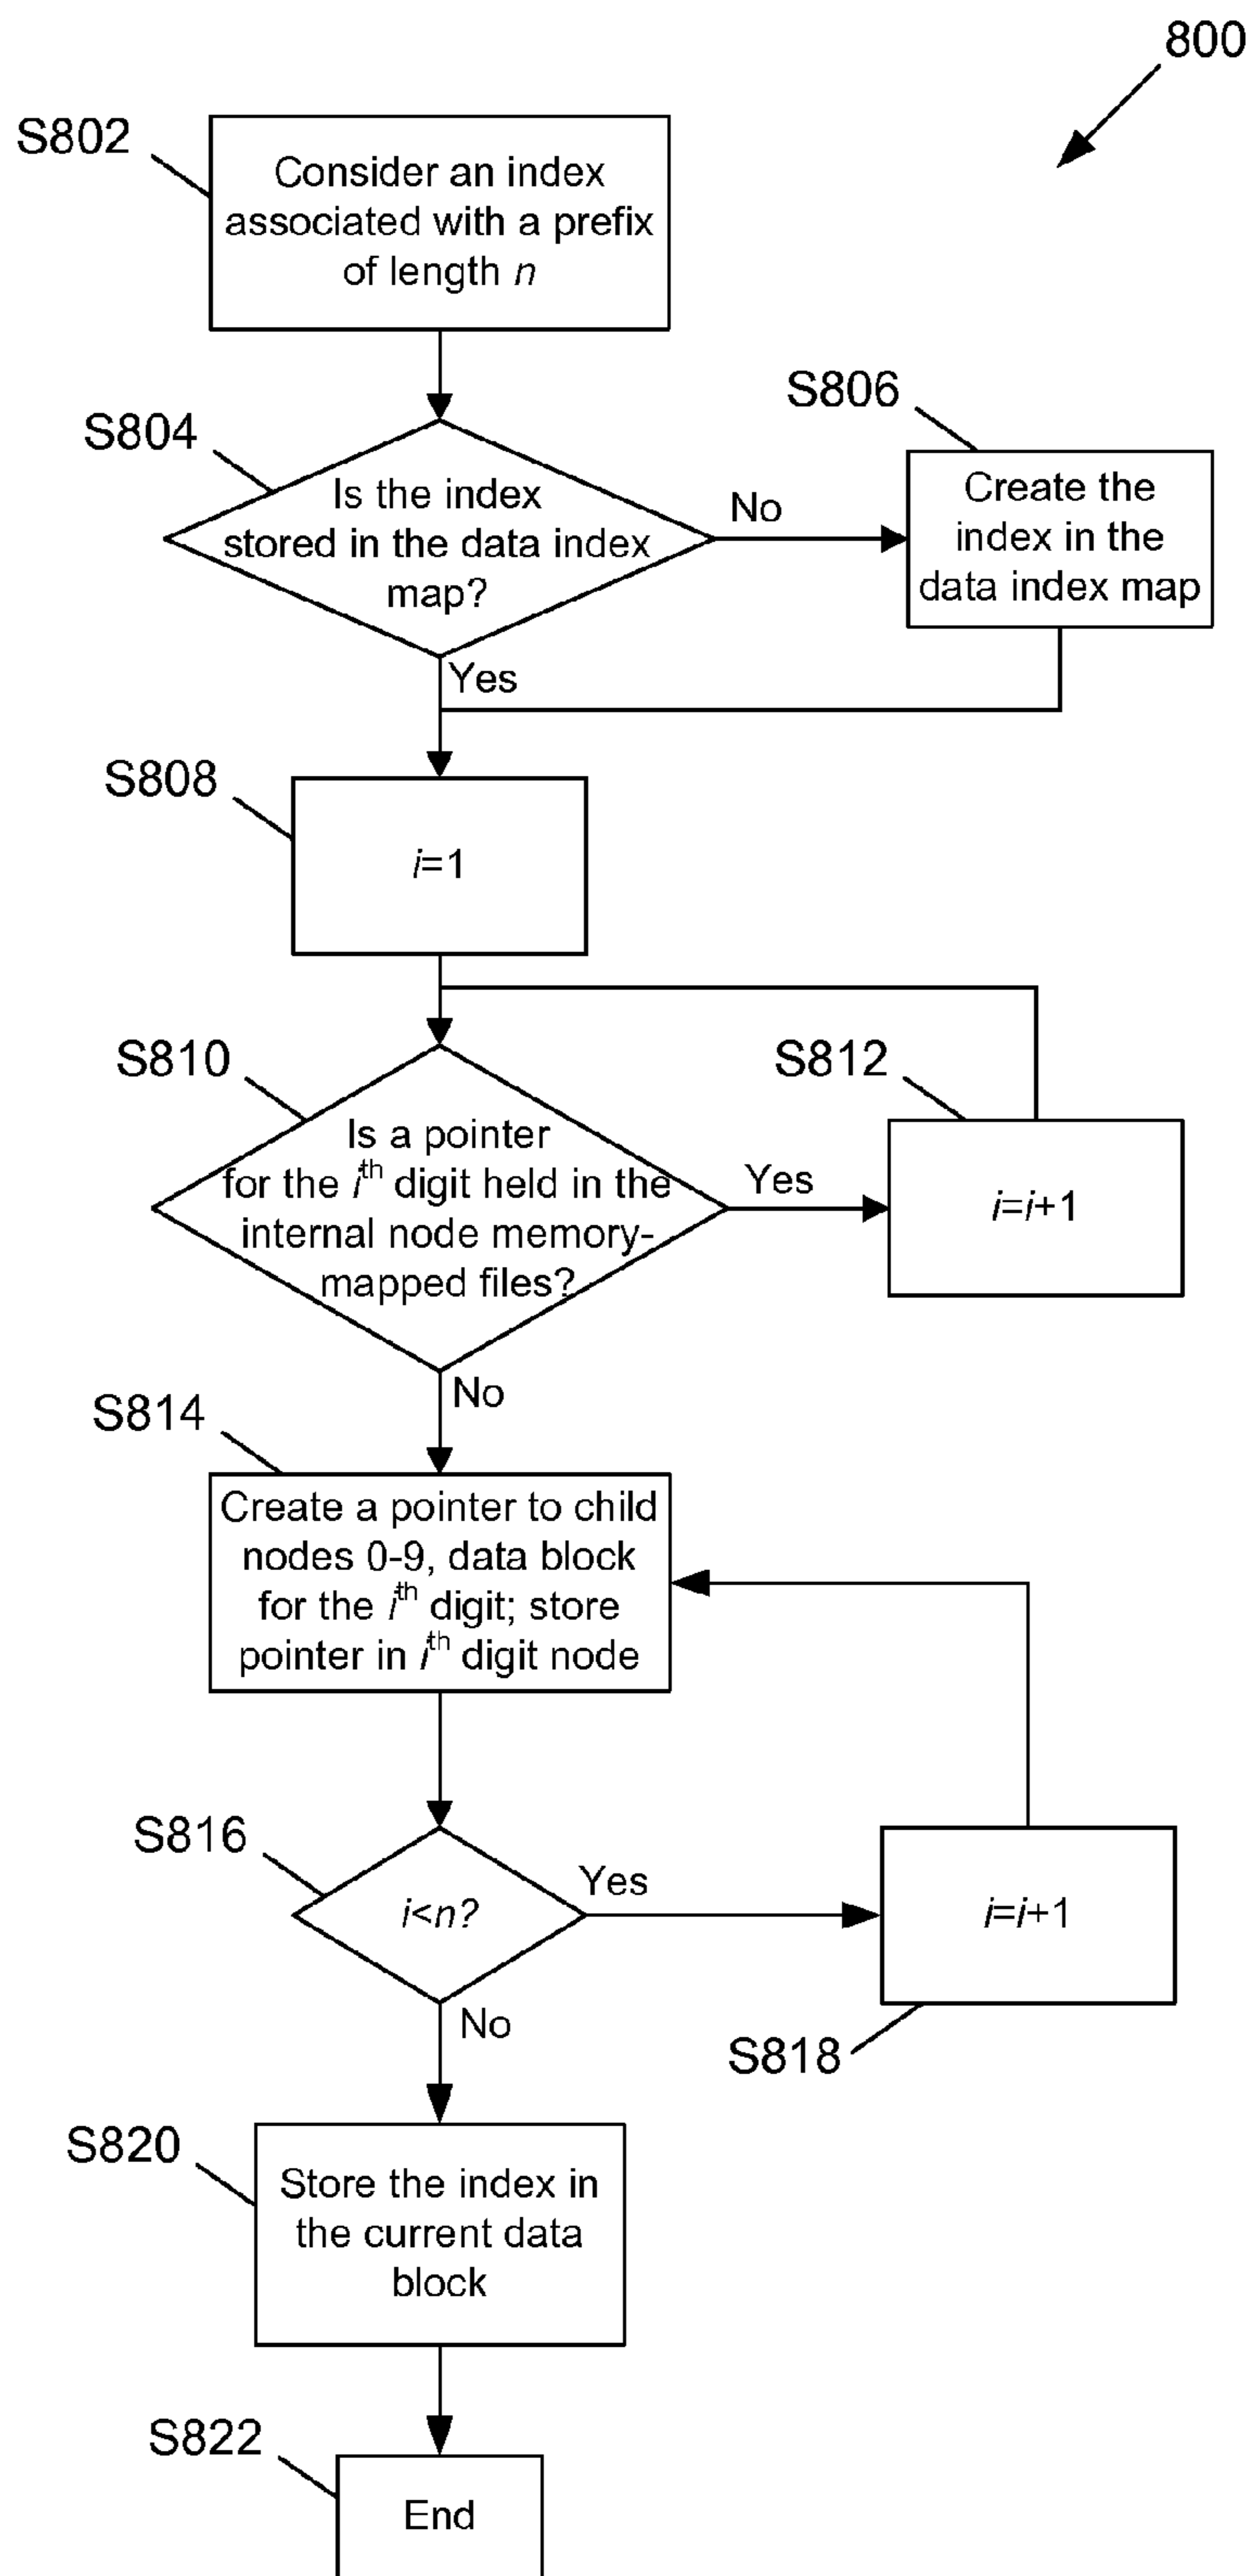 800
S802
Consider an index
associated with a prefix
of length n
S804
Is the index
stored in the data index
map?
No
S806
Create the
index in the
data index map
Yes
S808
i=1
S810
Is a pointer
for the ith digit held in the
internal node memory-
mapped files?
Yes
S812
i=i+1
No
S814
Create a pointer to child
nodes 0-9, data block
for the ith digit; store
pointer in ith digit node
S816
i<n?
Yes
i=i+1
S818
No
S820
Store the index in
the current data
block
S822
End